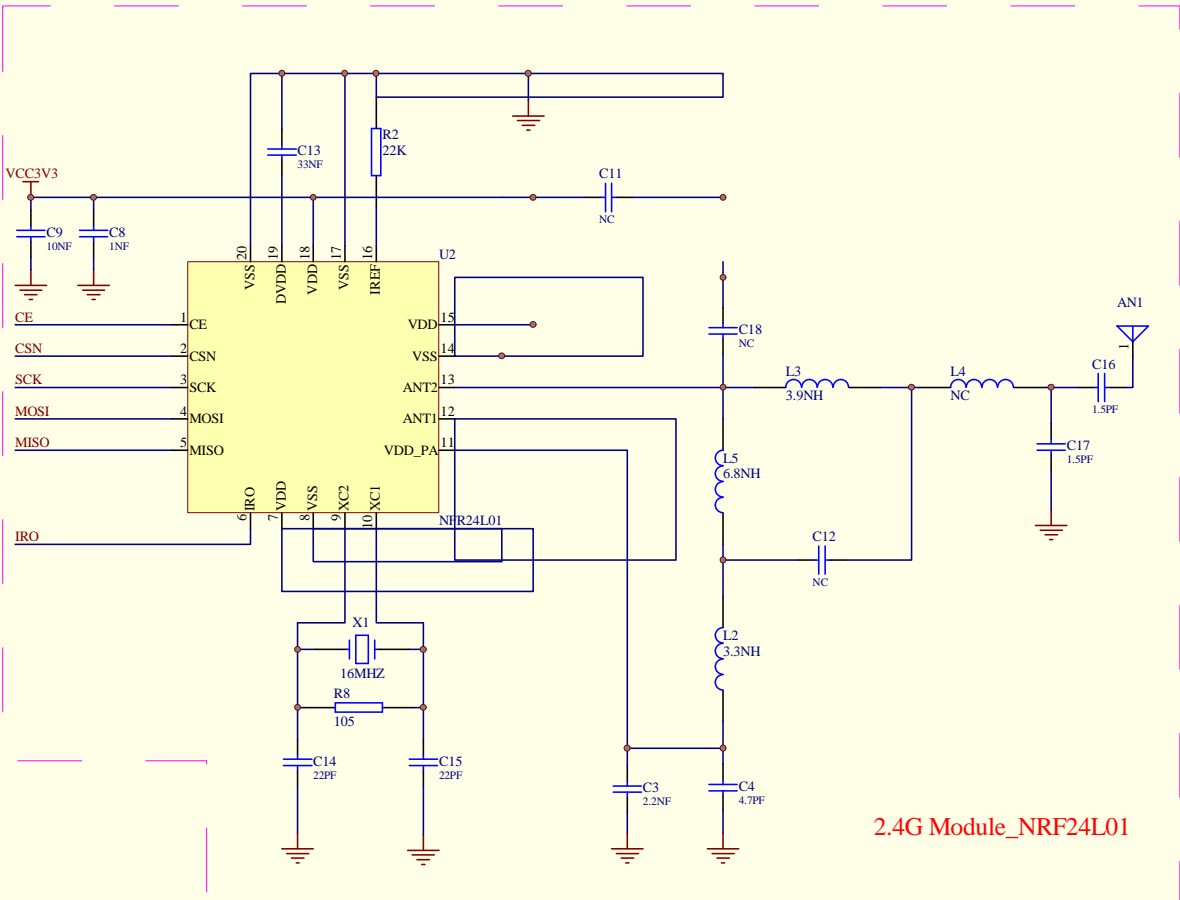 C13
33NF
R2
22K
VCC3V3
C11
NC
C9
10NF
C8
1NF
20
19
18
17
16
U2
VSS
DVDD
VDD
VSS
IREF
AN1
1
CE
1
CE
VDD
15
C18
NC
CSN
2
CSN
VSS
14
SCK
3
SCK
ANT2
13
L3
3.9NH
L4
NC
C16
1.5PF
MOSI
4
MOSI
ANT1
12
MISO
5
MISO
VDD_PA
11
C17
1.5PF
L5
6.8NH
IRO
VDD
VSS
XC2
XC1
6
7
8
9
10
NFR24L01
IRO
C12
NC
X1
16MHZ
L2
3.3NH
R8
105
C14
22PF
C15
22PF
C3
2.2NF
C4
4.7PF
2.4G Module_NRF24L01